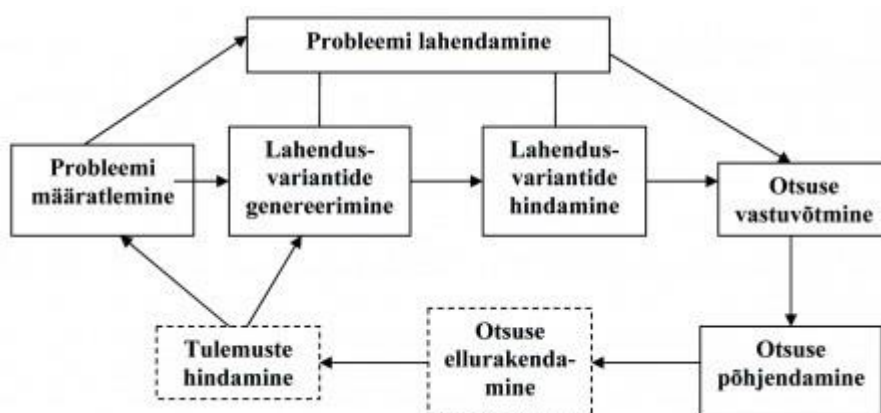 Probleemi lahendamine
Probleemi
määratlemine
Lahendus-
variantide
genereerimine
Lahendus-
variantide
hindamine
Otsuse
vastuvõtmine
Tulemuste
hindamine
Otsuse
ellurakenda-
mine
Otsuse
põhjendamine